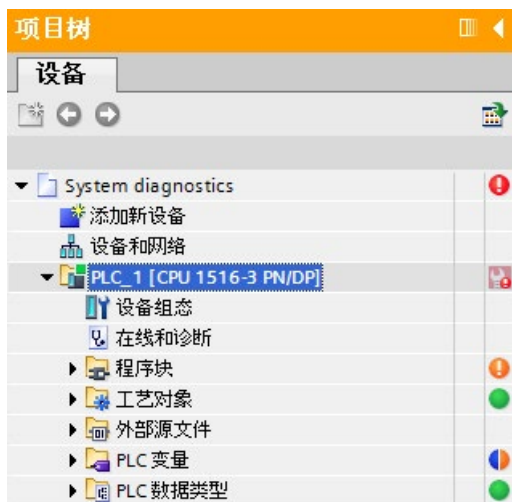 项目树
设备
System diagnostics
添加新设备
设备和网络
PLC_1 [CPU 1516-3 PN/DP]
设备组态
在线和诊断
程序块
工艺对象
外部源文件
PLC 变量
PLC 数据类型